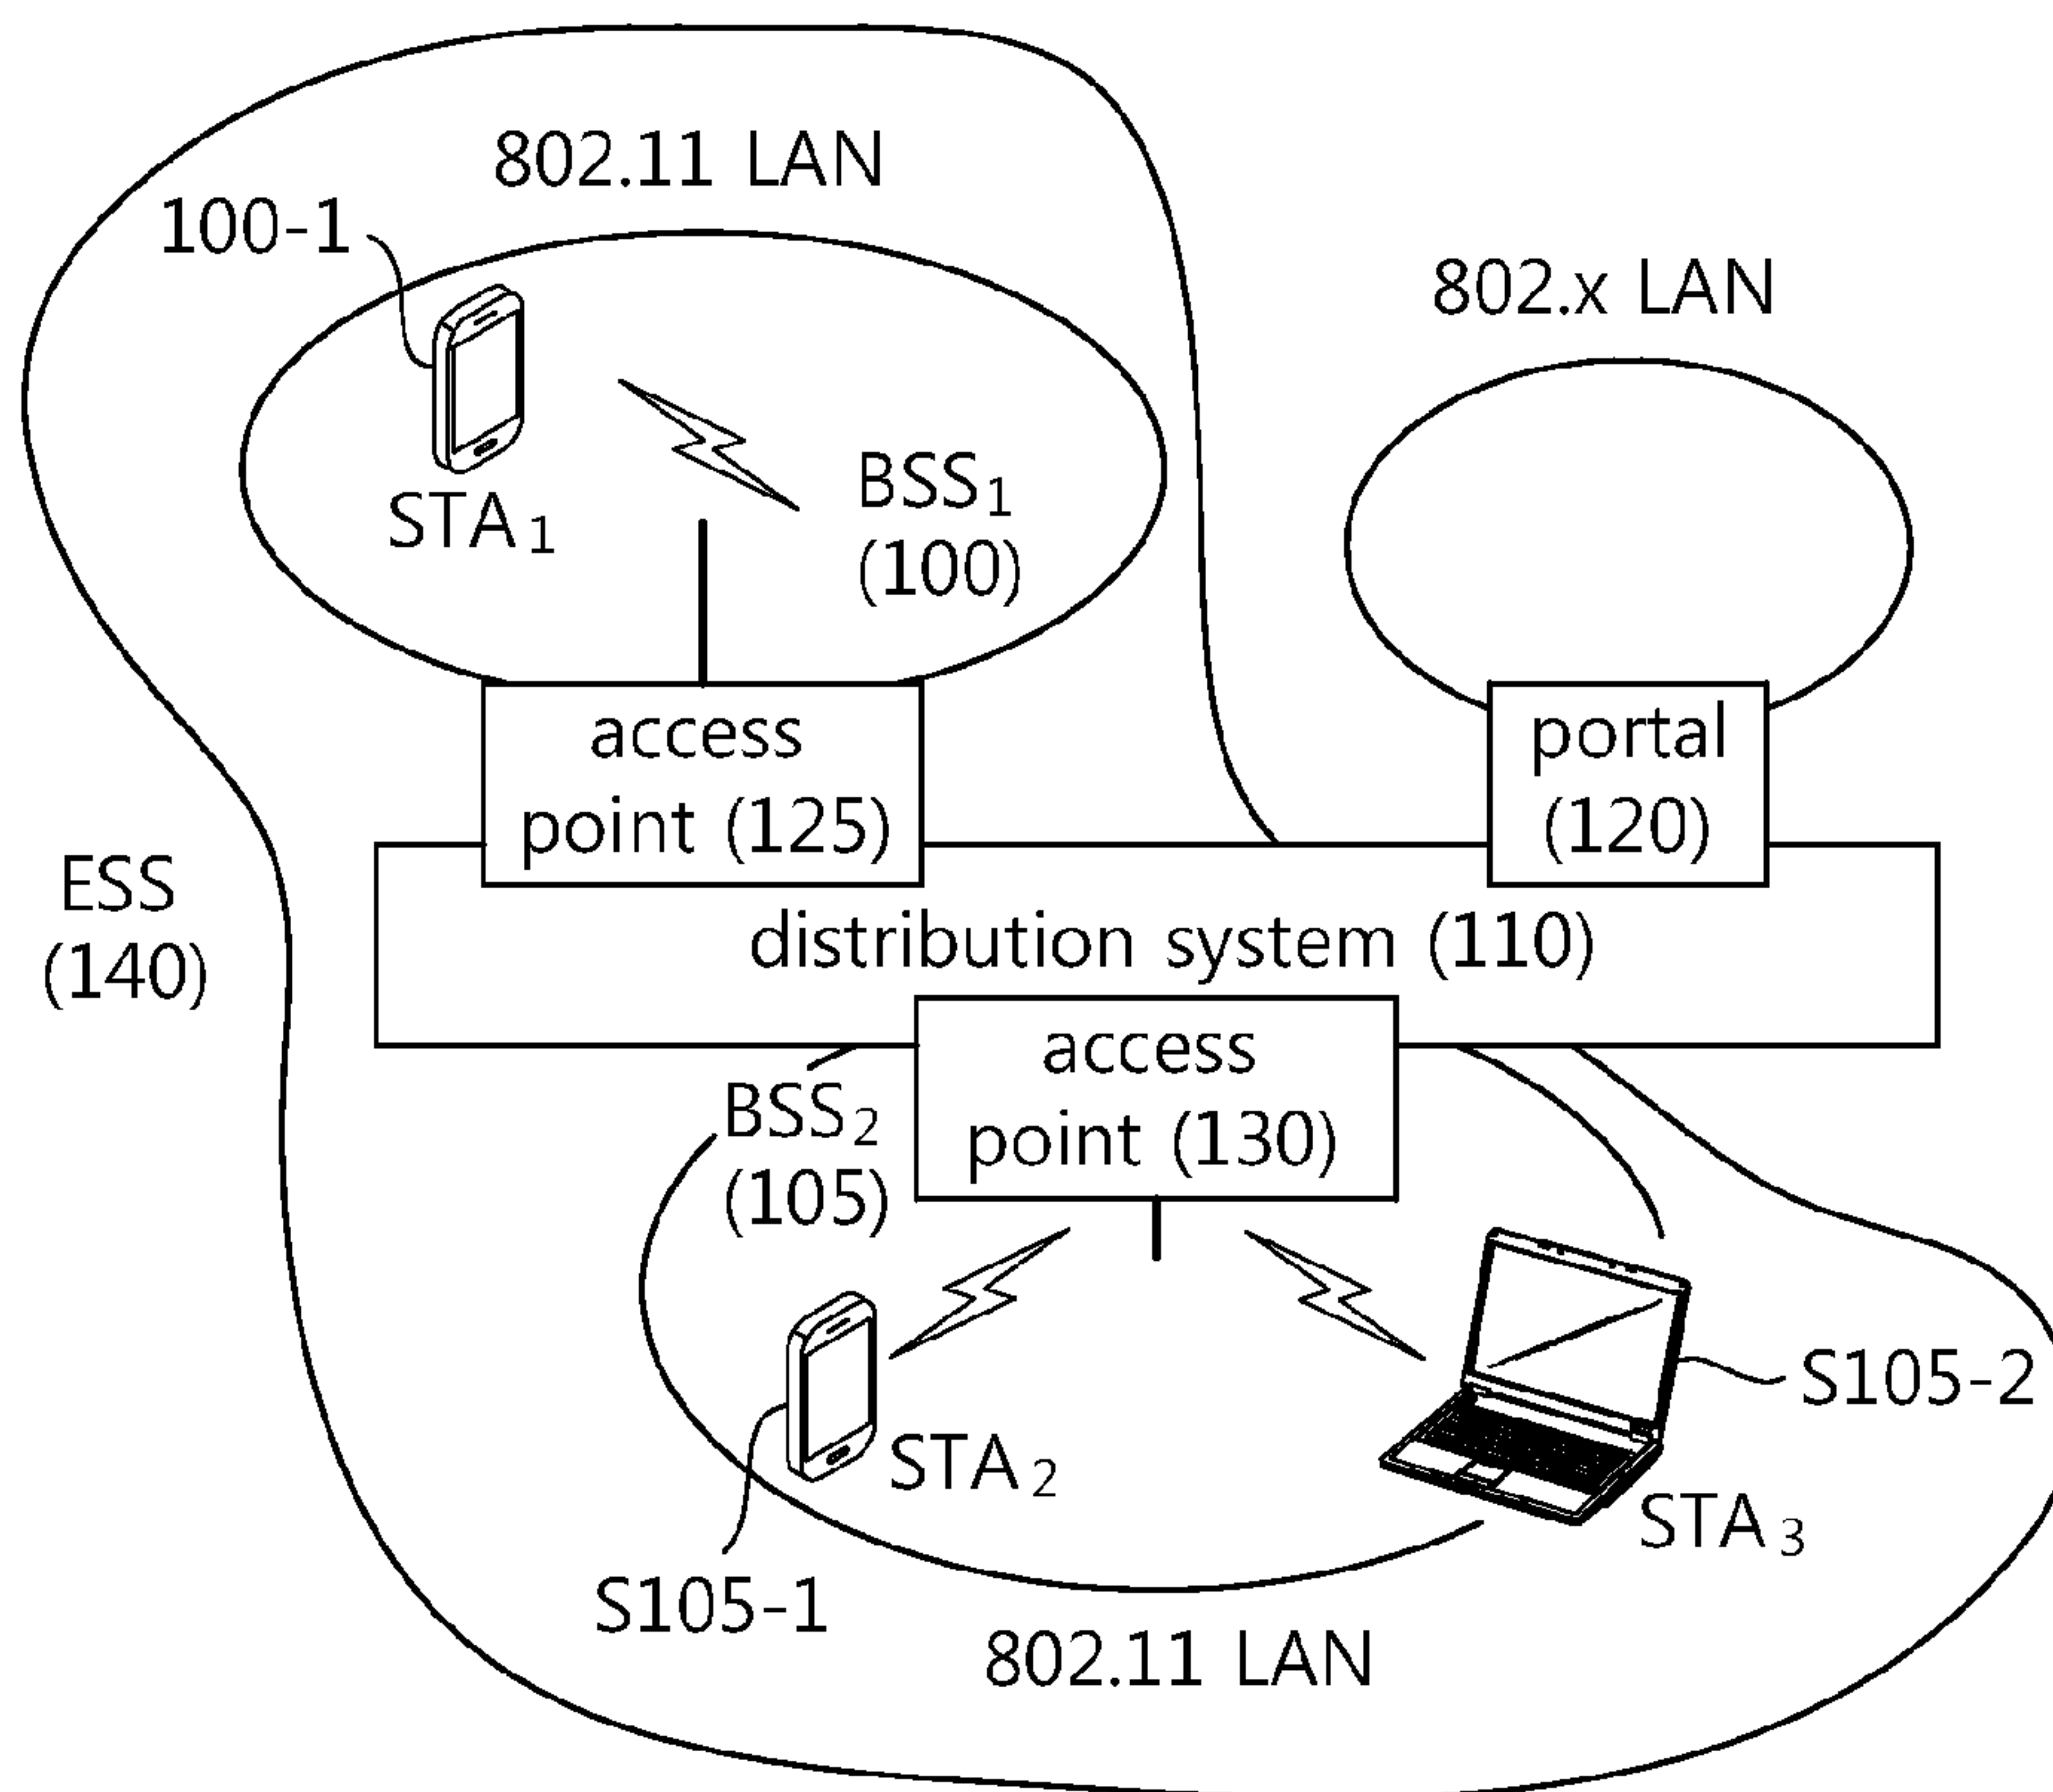 802.11 LAN
100-1
802.x LAN
STA1
BSS1
(100)
access
point (125)
portal
(120)
ESS
(140)
distribution system (110)
access
point (130)
BSS2
(105)
S105-2
STA2
STA3
S105-1
802.11 LAN